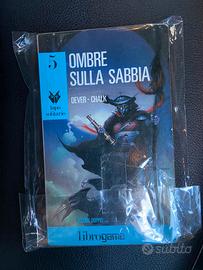 5
OMBRE
SULLA SABBIA
DEVER - CHALK
lupo
solitario
librogame
Subito